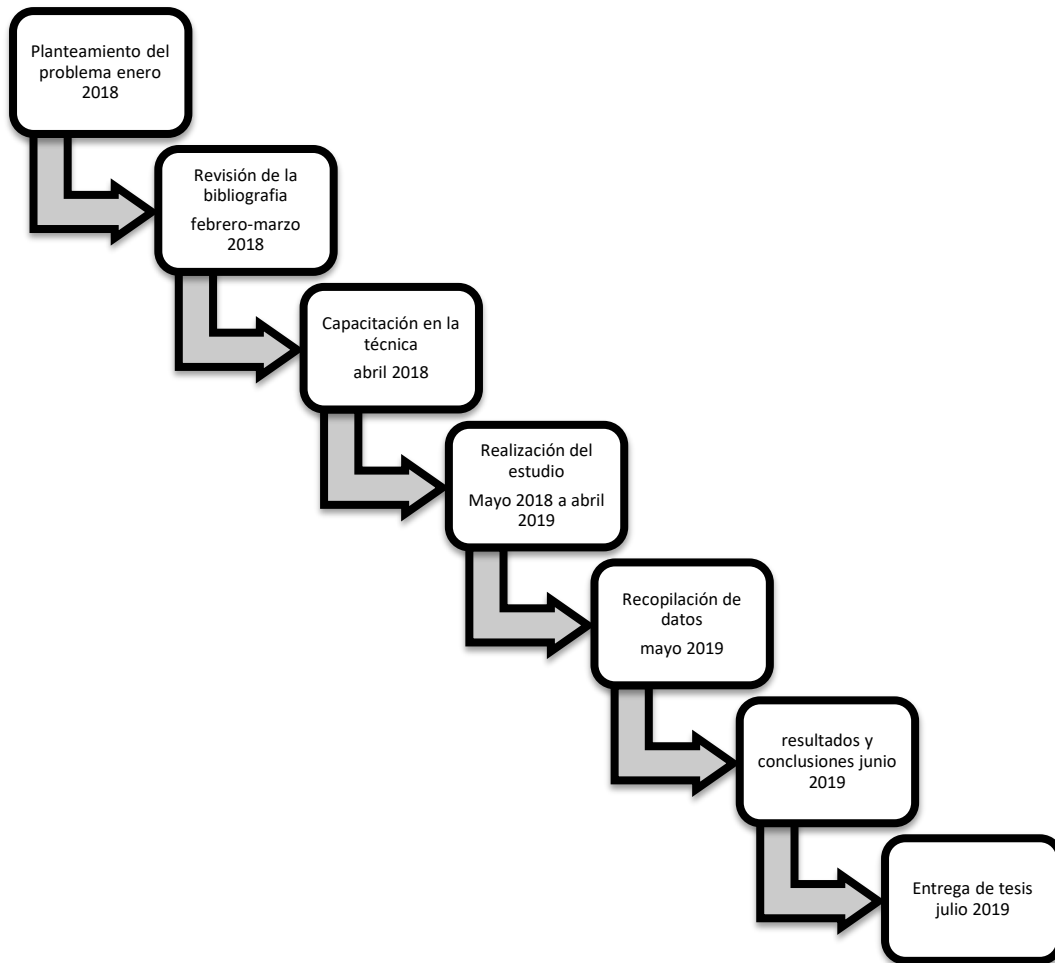 Planteamiento del
problema enero
2018
Revisión de la
bibliografia
febrero-marzo
2018
Capacitación en la
técnica
abril 2018
Realización del
estudio
Mayo 2018 a abril
2019
Recopilación de
datos
mayo 2019
resultados y
conclusiones junio
2019
Entrega de tesis
julio 2019